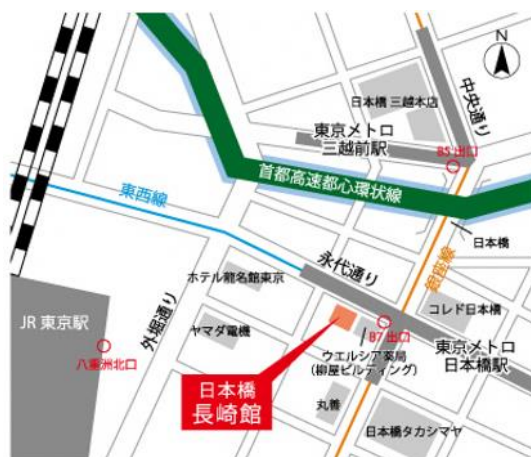 N
中央通り
日本橋 三越本店
東京メトロ
三越前駅
B5 出口
首都高速都心環状線
東西線
日本橋
銀座線
永代通り
ホテル龍名館東京
外堀通り
コレド日本橋
JR 東京駅
ヤマダ電機
B7 出口
八重洲北口
ウエルシア薬局
(柳屋ビルディング)
東京メトロ
日本橋駅
日本橋
長崎館
丸善
日本橋タカシマヤ